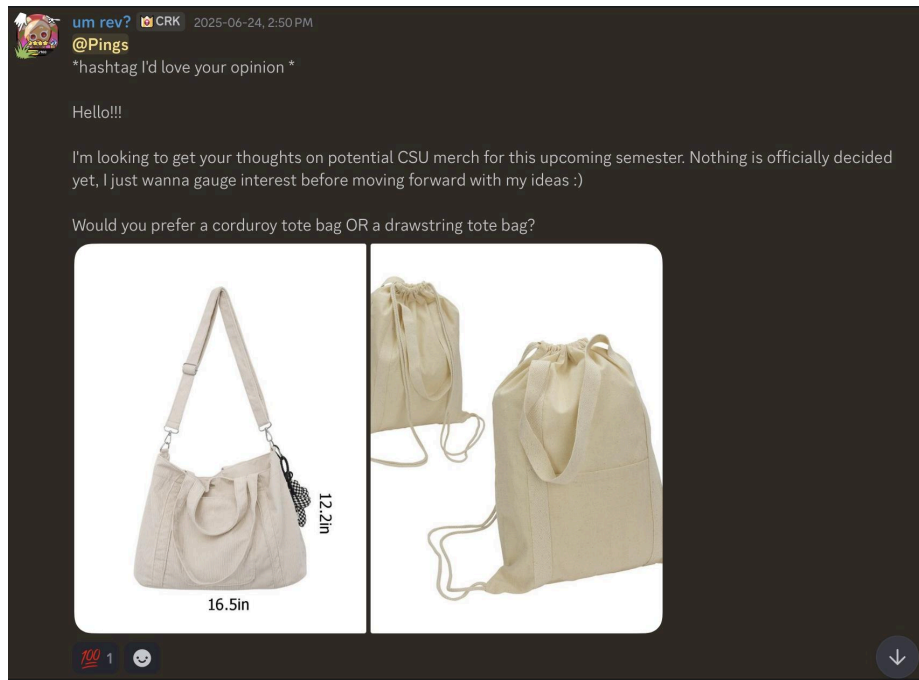 um rev? CRK 2025-06-24, 2:50 PM
@Pings
*hashtag I'd love your opinion *
Hello!!!
I'm looking to get your thoughts on potential CSU merch for this upcoming semester. Nothing is officially decided
yet, I just wanna gauge interest before moving forward with my ideas :)
Would you prefer a corduroy tote bag OR a drawstring tote bag?
12.2in
16.5in
💯 1